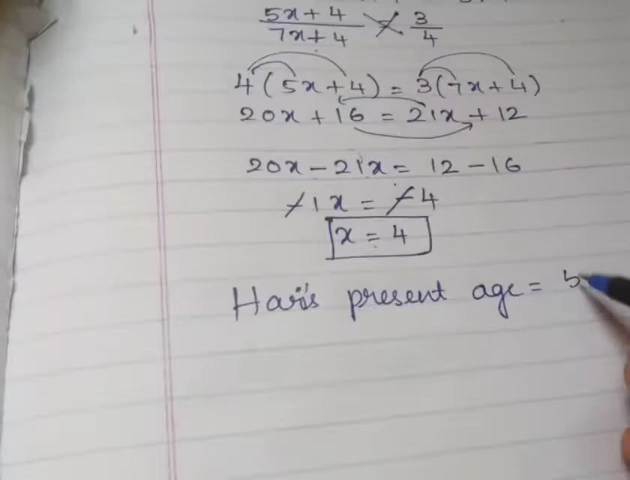 5x+4/7x+4 = 3/4
4(5x+4) = 3(7x+4)
20x+16 = 21x+12
20x-21x = 12-16
-1x = -4
x = 4
Hari's present age = 5